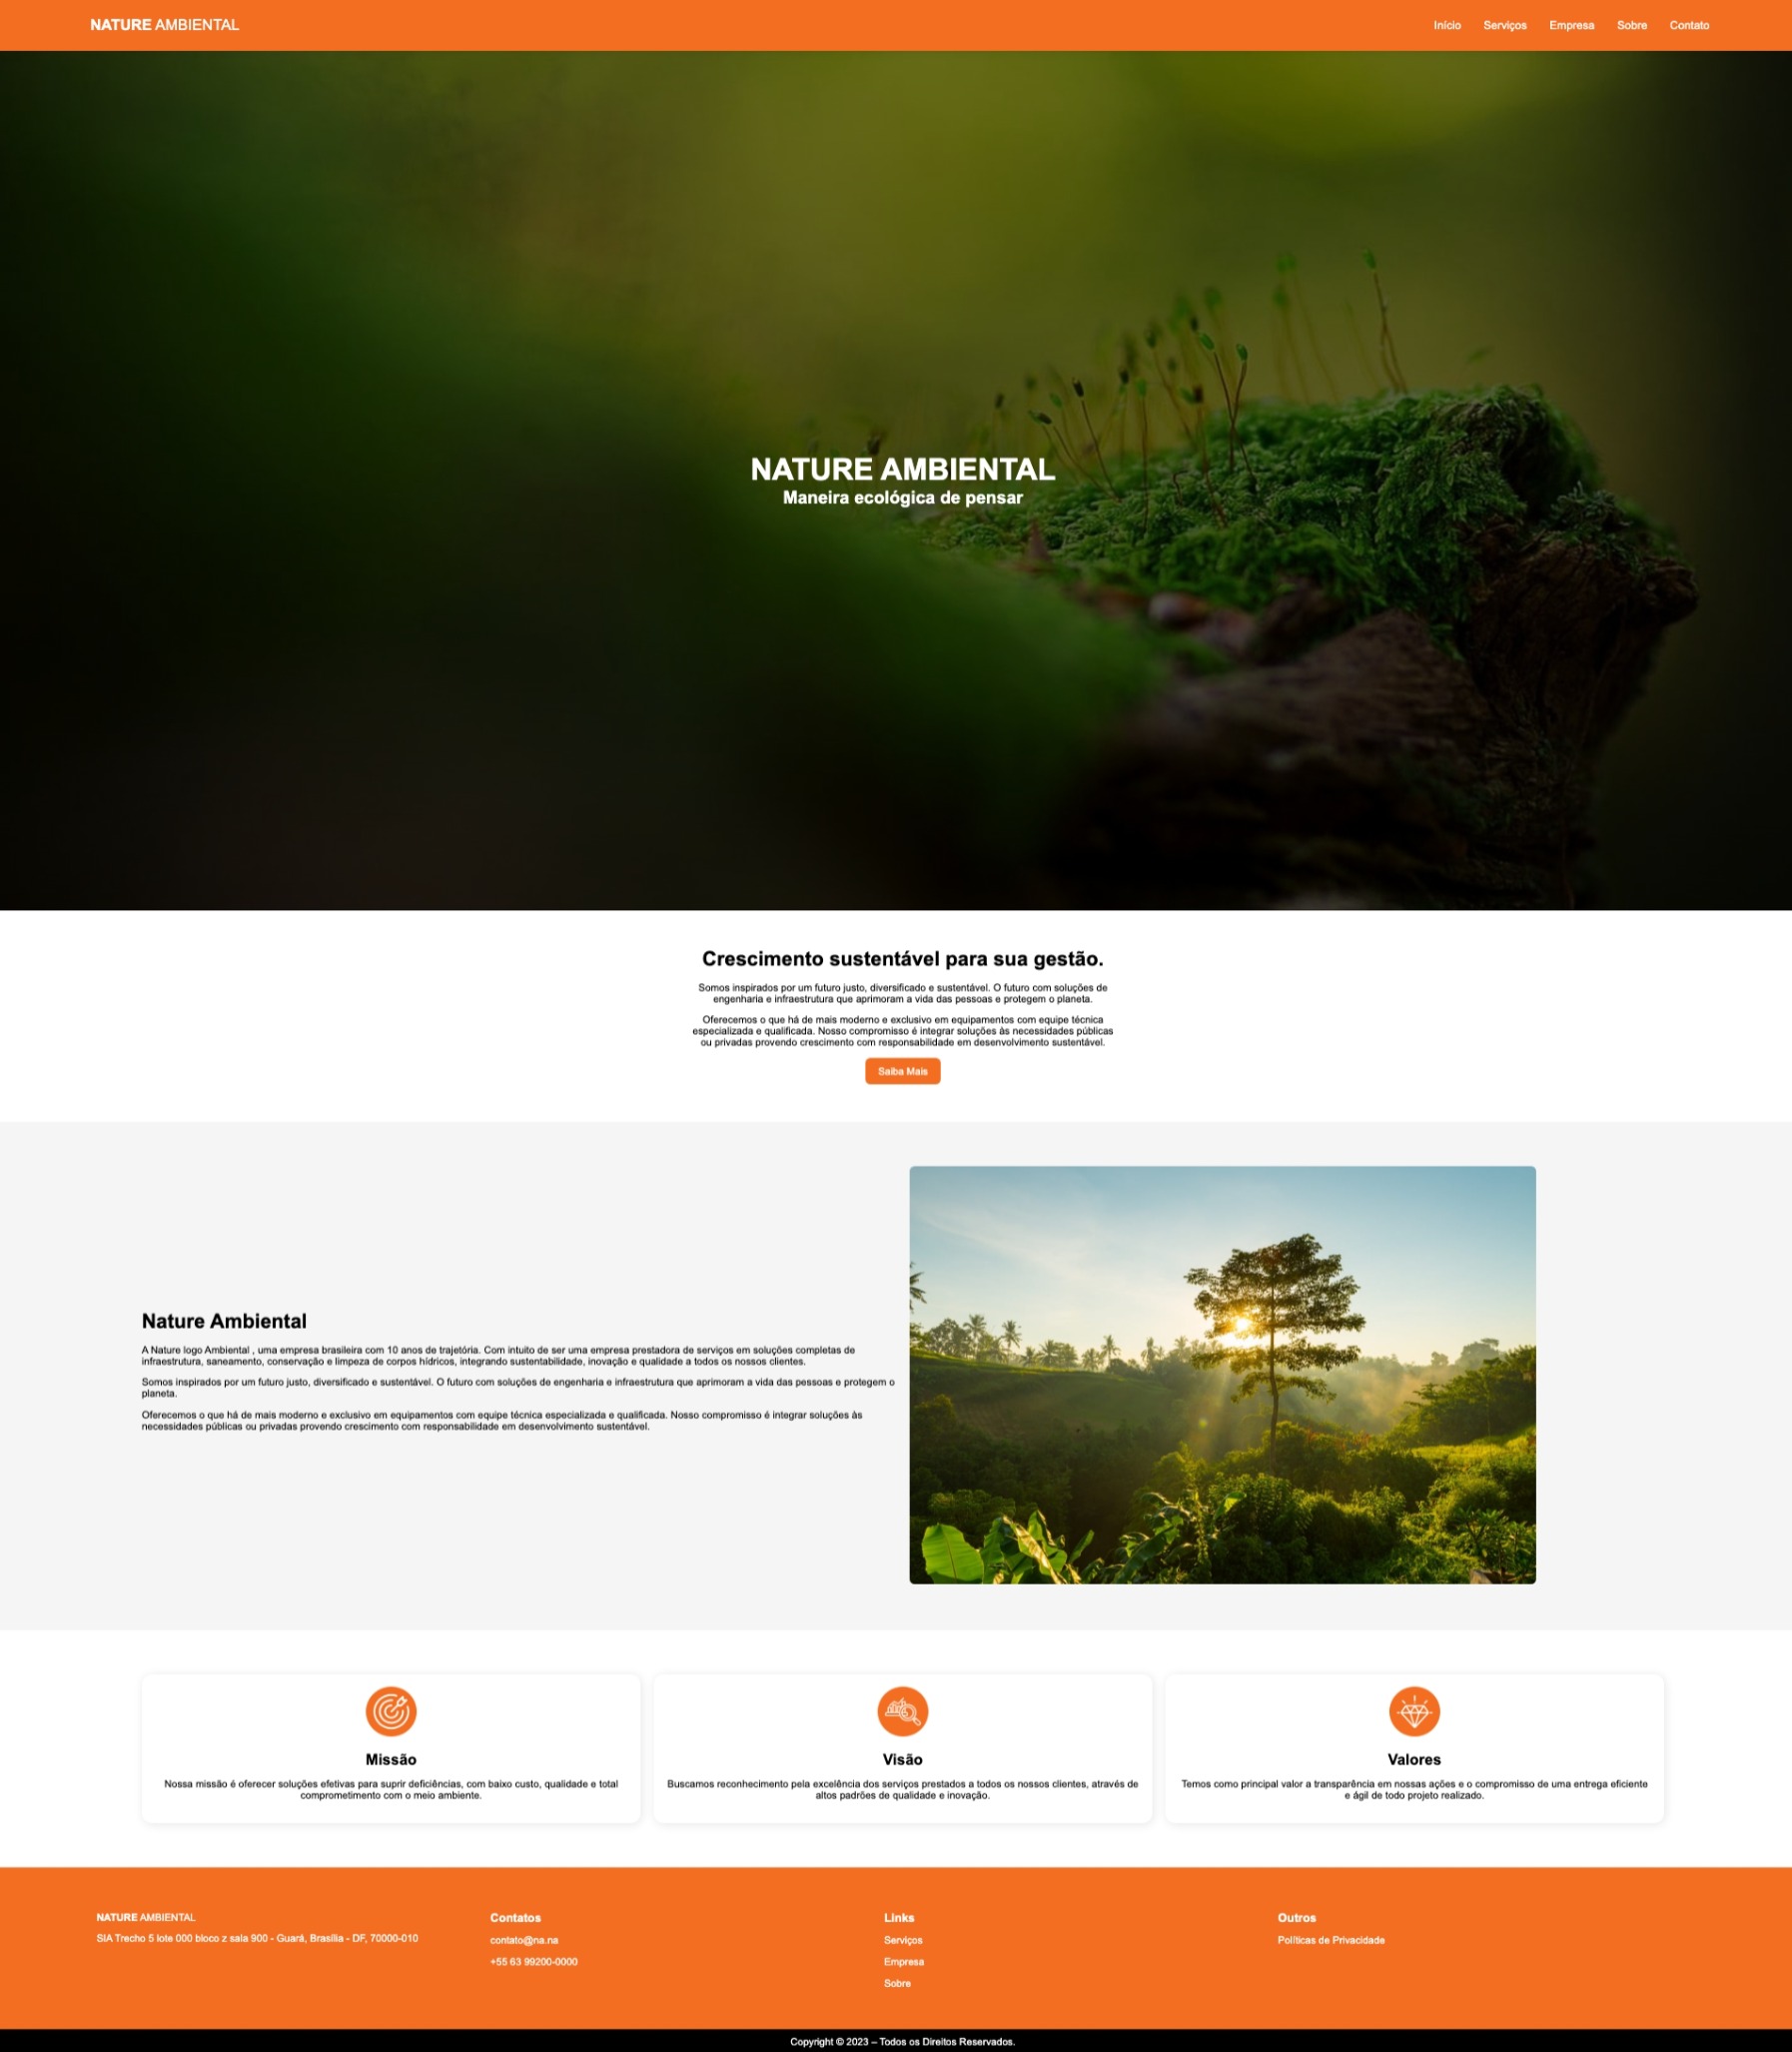 NATURE AMBIENTAL
Início Serviços Empresa Sobre Contato
NATURE AMBIENTAL
Maneira ecológica de pensar
Crescimento sustentável para sua gestão.
Somos inspirados por um futuro justo, diversificado e sustentável. O futuro com soluções de
engenharia e infraestrutura que aprimoram a vida das pessoas e protegem o planeta.
Oferecemos o que há de mais moderno e exclusivo em equipamentos com equipe técnica
especializada e qualificada. Nosso compromisso é integrar soluções às necessidades públicas
ou privadas provendo crescimento com responsabilidade em desenvolvimento sustentável.
Saiba Mais
Nature Ambiental
A Nature logo Ambiental , uma empresa brasileira com 10 anos de trajetória. Com intuito de ser uma empresa prestadora de serviços em soluções completas de
infraestrutura, saneamento, conservação e limpeza de corpos hídricos, integrando sustentabilidade, inovação e qualidade a todos os nossos clientes.
Somos inspirados por um futuro justo, diversificado e sustentável. O futuro com soluções de engenharia e infraestrutura que aprimoram a vida das pessoas e protegem o
planeta.
Oferecemos o que há de mais moderno e exclusivo em equipamentos com equipe técnica especializada e qualificada. Nosso compromisso é integrar soluções às
necessidades públicas ou privadas provendo crescimento com responsabilidade em desenvolvimento sustentável.
Missão
Nossa missão é oferecer soluções efetivas para suprir deficiências, com baixo custo, qualidade e total
comprometimento com o meio ambiente.
Visão
Buscamos reconhecimento pela excelência dos serviços prestados a todos os nossos clientes, através de
altos padrões de qualidade e inovação.
Valores
Temos como principal valor a transparência em nossas ações e o compromisso de uma entrega eficiente
e ágil de todo projeto realizado.
NATURE AMBIENTAL
SIA Trecho 5 lote 000 bloco z sala 900 - Guará, Brasília - DF, 70000-010
Contatos
contato@na.na
+55 63 99200-0000
Links
Serviços
Empresa
Sobre
Outros
Políticas de Privacidade
Copyright © 2023 – Todos os Direitos Reservados.